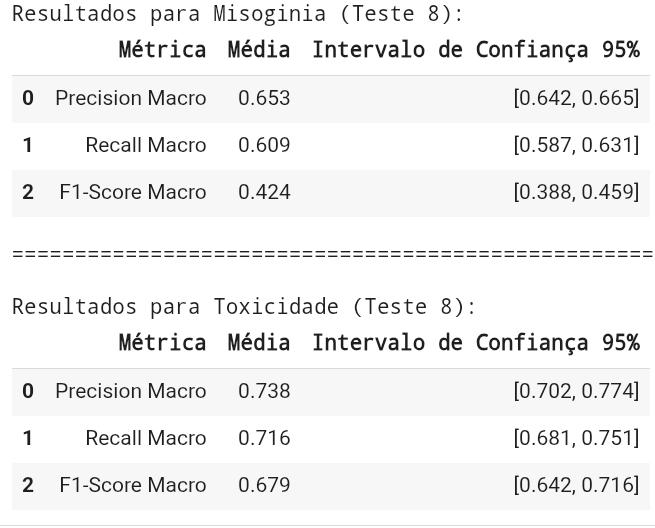 Resultados para Misoginia (Teste 8):
Métrica Média Intervalo de Confiança 95%
0 Precision Macro 0.653 [0.642, 0.665]
1 Recall Macro 0.609 [0.587, 0.631]
2 F1-Score Macro 0.424 [0.388, 0.459]
===================================================
Resultados para Toxicidade (Teste 8):
Métrica Média Intervalo de Confiança 95%
0 Precision Macro 0.738 [0.702, 0.774]
1 Recall Macro 0.716 [0.681, 0.751]
2 F1-Score Macro 0.679 [0.642, 0.716]